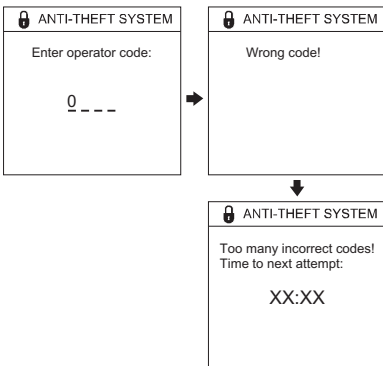 ANTI-THEFT SYSTEM
Enter operator code:
0 _ _ _
ANTI-THEFT SYSTEM
Wrong code!
ANTI-THEFT SYSTEM
Too many incorrect codes!
Time to next attempt:
XX:XX